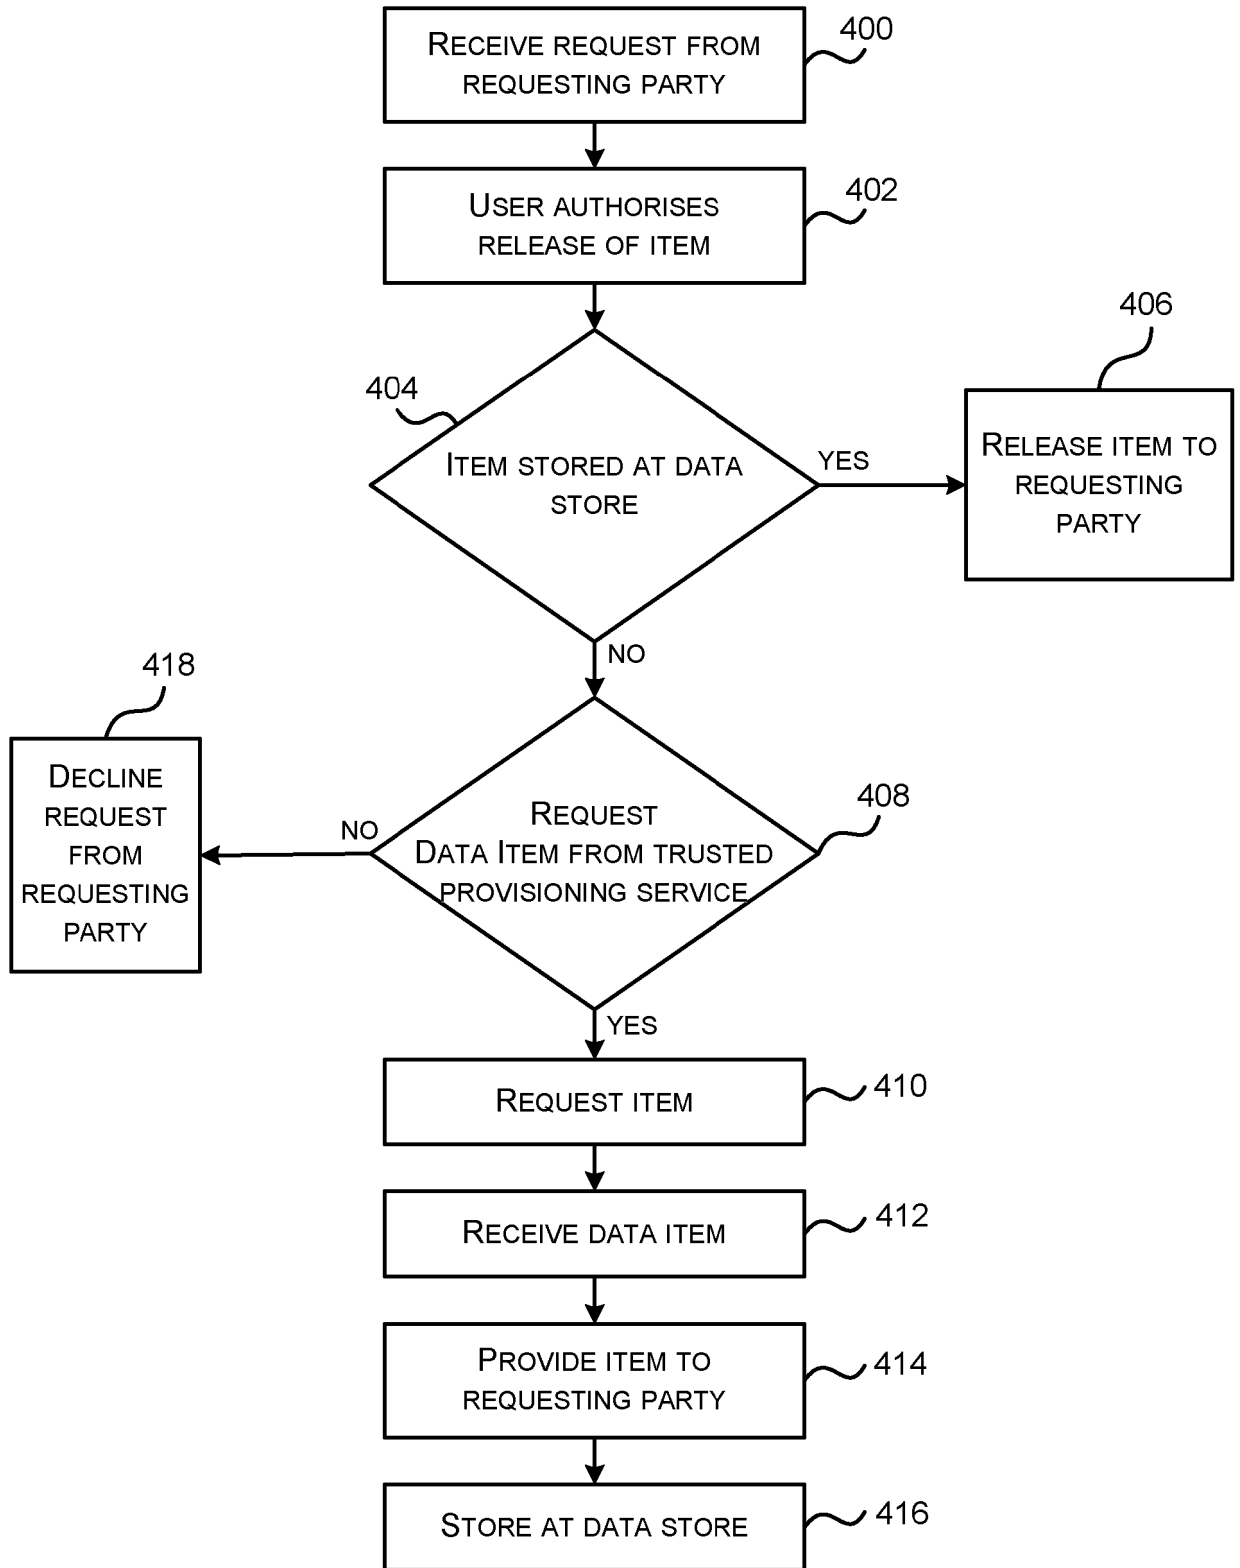 RECEIVE REQUEST FROM
REQUESTING PARTY
400
USER AUTHORISES
RELEASE OF ITEM
402
404
ITEM STORED AT DATA
STORE
YES
406
RELEASE ITEM TO
REQUESTING
PARTY
NO
418
DECLINE
REQUEST
FROM
REQUESTING
PARTY
NO
REQUEST
DATA ITEM FROM TRUSTED
PROVISIONING SERVICE
408
YES
REQUEST ITEM
410
RECEIVE DATA ITEM
412
PROVIDE ITEM TO
REQUESTING PARTY
414
STORE AT DATA STORE
416